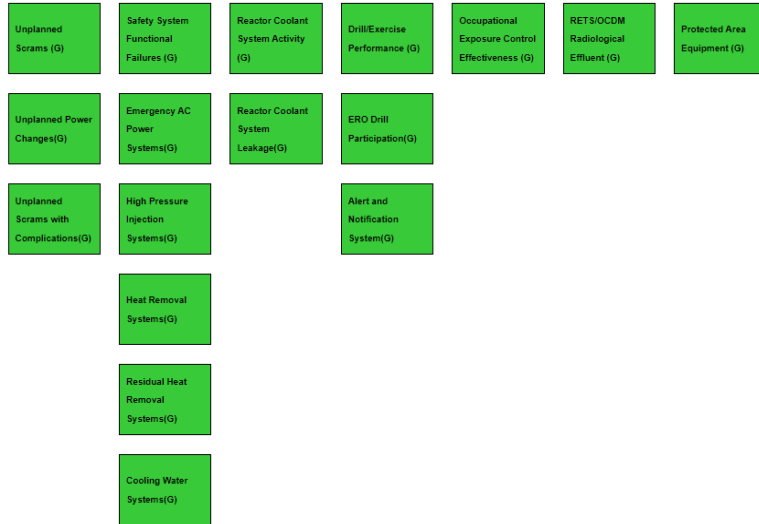 Unplanned
Scrams (G)
Safety System
Functional
Failures (G)
Reactor Coolant
System Activity
(G)
Drill/Exercise
Performance (G)
Occupational
Exposure Control
Effectiveness (G)
RETS/OCDM
Radiological
Effluent (G)
Protected Area
Equipment (G)
Unplanned Power
Changes(G)
Emergency AC
Power
Systems(G)
Reactor Coolant
System
Leakage(G)
ERO Drill
Participation(G)
Unplanned
Scrams with
Complications(G)
High Pressure
Injection
Systems(G)
Alert and
Notification
System(G)
Heat Removal
Systems(G)
Residual Heat
Removal
Systems(G)
Cooling Water
Systems(G)